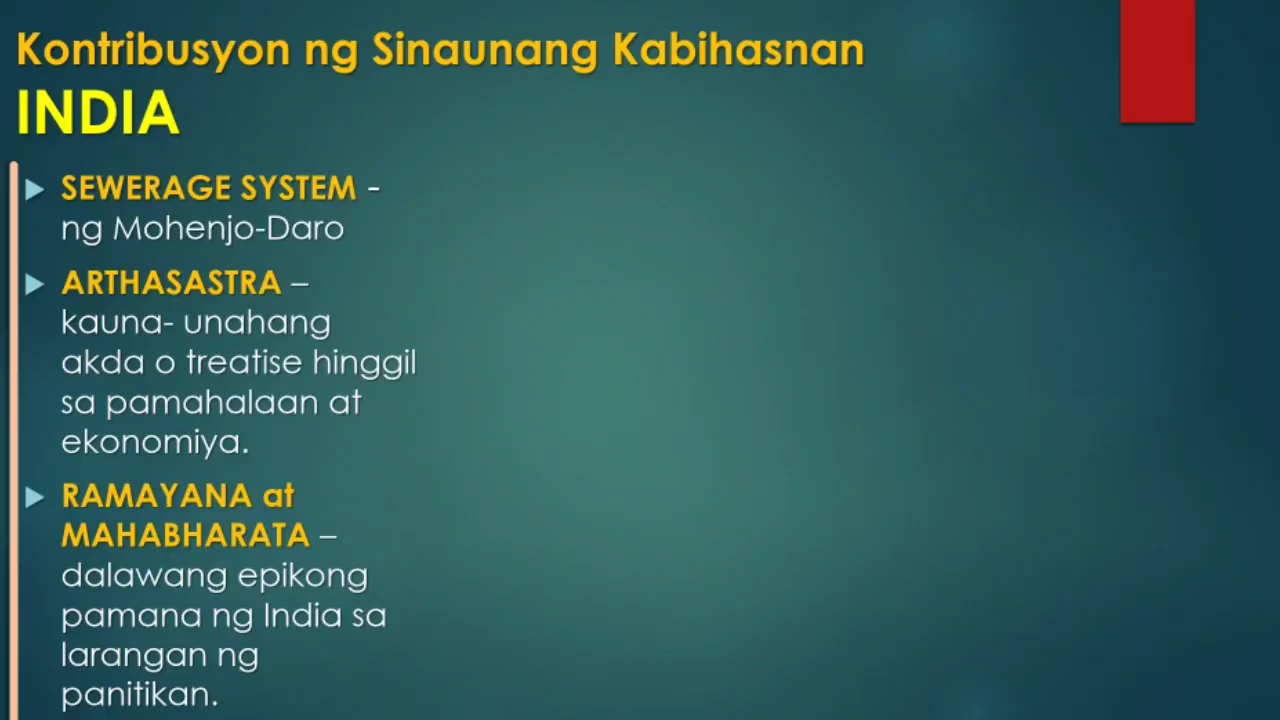 Kontribusyon ng Sinaunang Kabihasnan
INDIA
SEWERAGE SYSTEM -
ng Mohenjo-Daro
ARTHASASTRA –
kauna- unahang
akda o treatise hinggil
sa pamahalaan at
ekonomiya.
RAMAYANA at
MAHABHARATA –
dalawang epikong
pamana ng India sa
larangan ng
panitikan.